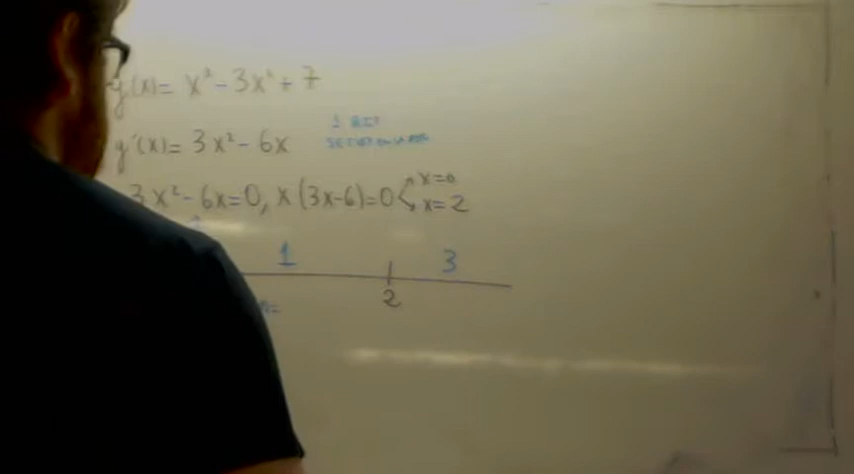 y(x)= x³-3x²+7
y'(x)= 3x²-6x
3x²-6x=0, x(3x-6)=0 x=0
x=2
1 3
2